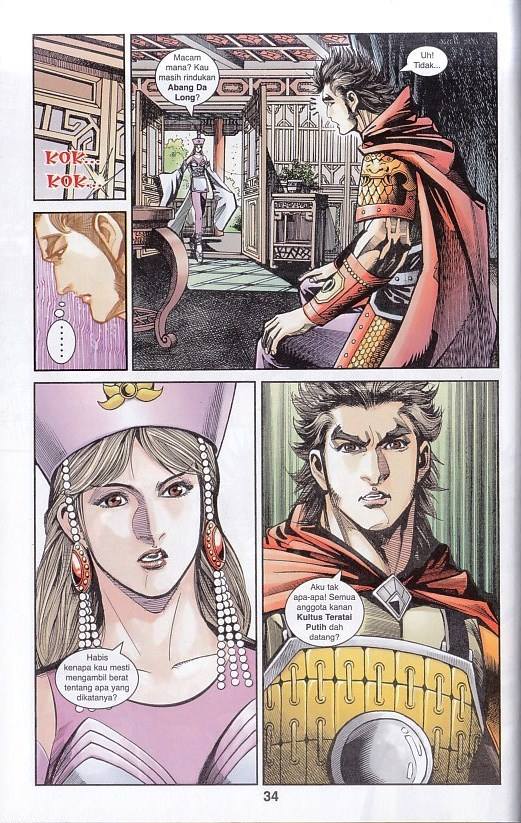 Macam
mana? Kau
masih rindukan
Abang Da
Long?
Uh!
Tidak...
KOK...
KOK...
......
Habis
kenapa kau mesti
mengambil berat
tentang apa yang
dikatanya?
Aku tak
apa-apa! Semua
anggota kanan
Kultus Teratai
Putih dah
datang?
34